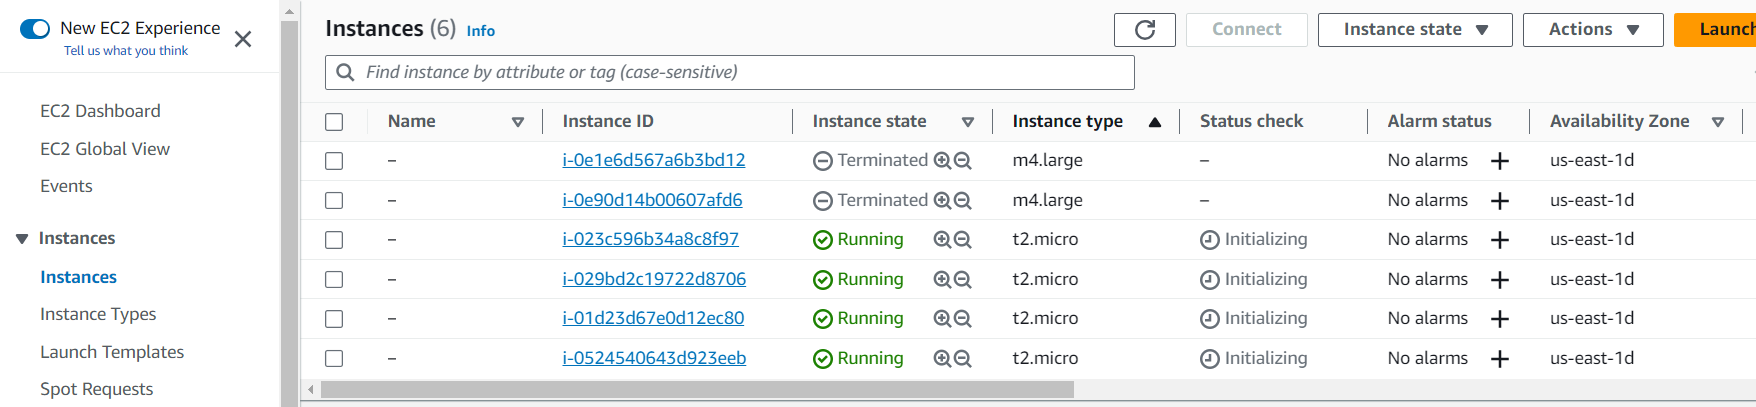 New EC2 Experience
Tell us what you think
EC2 Dashboard
EC2 Global View
Events
Instances
Instances
Instance Types
Launch Templates
Spot Requests
Instances (6) Info
Connect Instance state Actions Launch
Find instance by attribute or tag (case-sensitive)
Name Instance ID Instance state Instance type Status check Alarm status Availability Zone
– i-0e1e6d567a6b3bd12 Terminated m4.large – No alarms us-east-1d
– i-0e90d14b00607afd6 Terminated m4.large – No alarms us-east-1d
– i-023c596b34a8c8f97 Running t2.micro Initializing No alarms us-east-1d
– i-029bd2c19722d8706 Running t2.micro Initializing No alarms us-east-1d
– i-01d23d67e0d12ec80 Running t2.micro Initializing No alarms us-east-1d
– i-0524540643d923eeb Running t2.micro Initializing No alarms us-east-1d